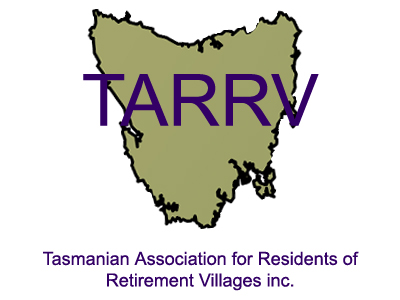 TARRV
Tasmanian Association for Residents of
Retirement Villages inc.